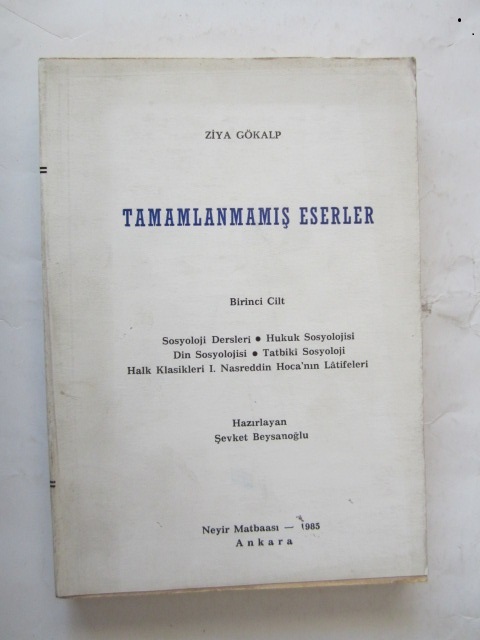 ZİYA GÖKALP
TAMAMLANMAMIŞ ESERLER
Birinci Cilt
Sosyoloji Dersleri ● Hukuk Sosyolojisi
Din Sosyolojisi ● Tatbiki Sosyoloji
Halk Klasikleri I. Nasreddin Hoca'nın Lâtifeleri
Hazırlayan
Şevket Beysanoğlu
Neyir Matbaası — 1985
Ankara